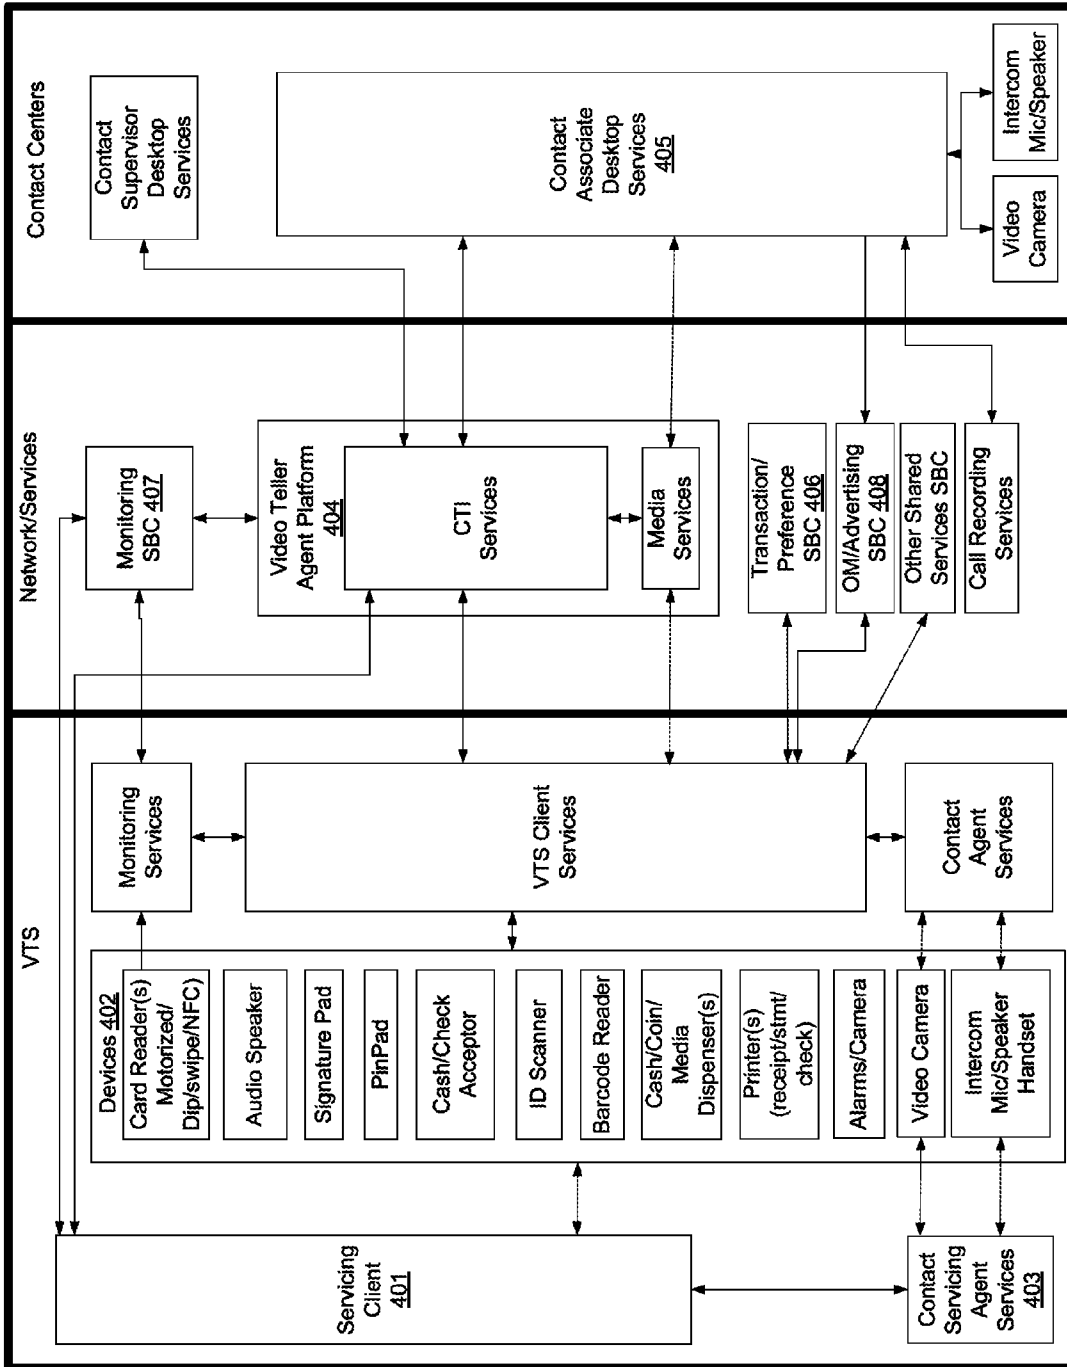 VTS
Network/Services
Contact Centers
Servicing
Client
401
Contact
Servicing
Agent
Services
403
Devices 402
Card Reader(s)
Motorized/
Dip/swipe/NFC)
Audio Speaker
Signature Pad
PinPad
Cash/Check
Acceptor
ID Scanner
Barcode Reader
Cash/Coin/
Media
Dispenser(s)
Printer(s)
(receipt/stmt/
check)
Alarms/Camera
Video Camera
Intercom
Mic/Speaker
Handset
Monitoring
Services
VTS Client
Services
Contact
Agent
Services
Monitoring
SBC 407
Video Teller
Agent Platform
404
CTI
Services
Media
Services
Transaction/
Preference
SBC 406
OM/Advertising
SBC 408
Other Shared
Services SBC
Call Recording
Services
Contact
Supervisor
Desktop
Services
Contact
Associate
Desktop
Services
405
Video
Camera
Intercom
Mic/Speaker